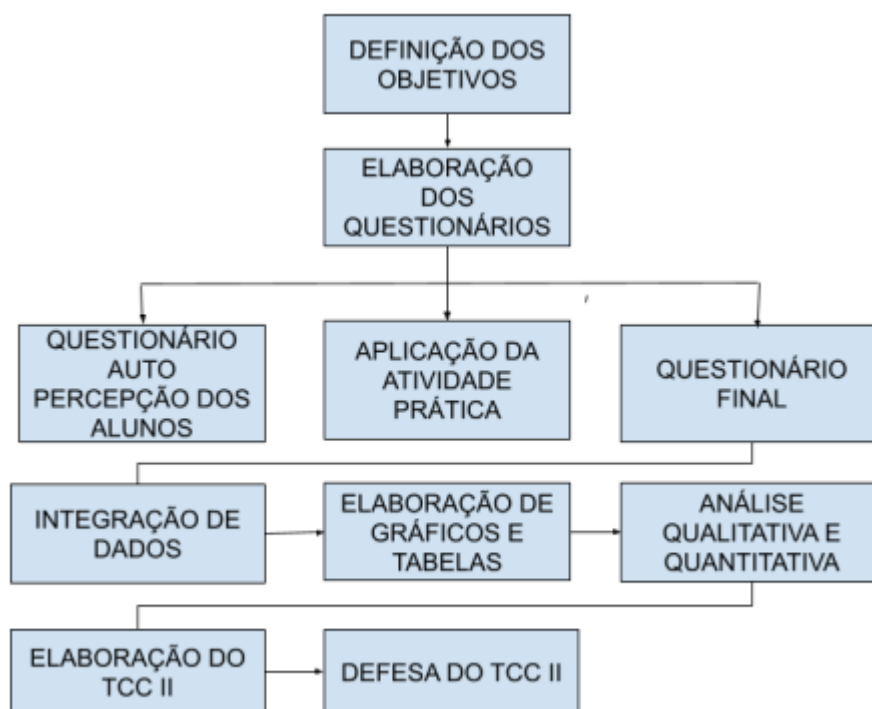 DEFINIÇÃO DOS
OBJETIVOS
ELABORAÇÃO
DOS
QUESTIONÁRIOS
QUESTIONÁRIO
AUTO
PERCEPÇÃO DOS
ALUNOS
APLICAÇÃO DA
ATIVIDADE
PRÁTICA
QUESTIONÁRIO
FINAL
INTEGRAÇÃO DE
DADOS
ELABORAÇÃO DE
GRÁFICOS E
TABELAS
ANÁLISE
QUALITATIVA E
QUANTITATIVA
ELABORAÇÃO DO
TCC II
DEFESA DO TCC II